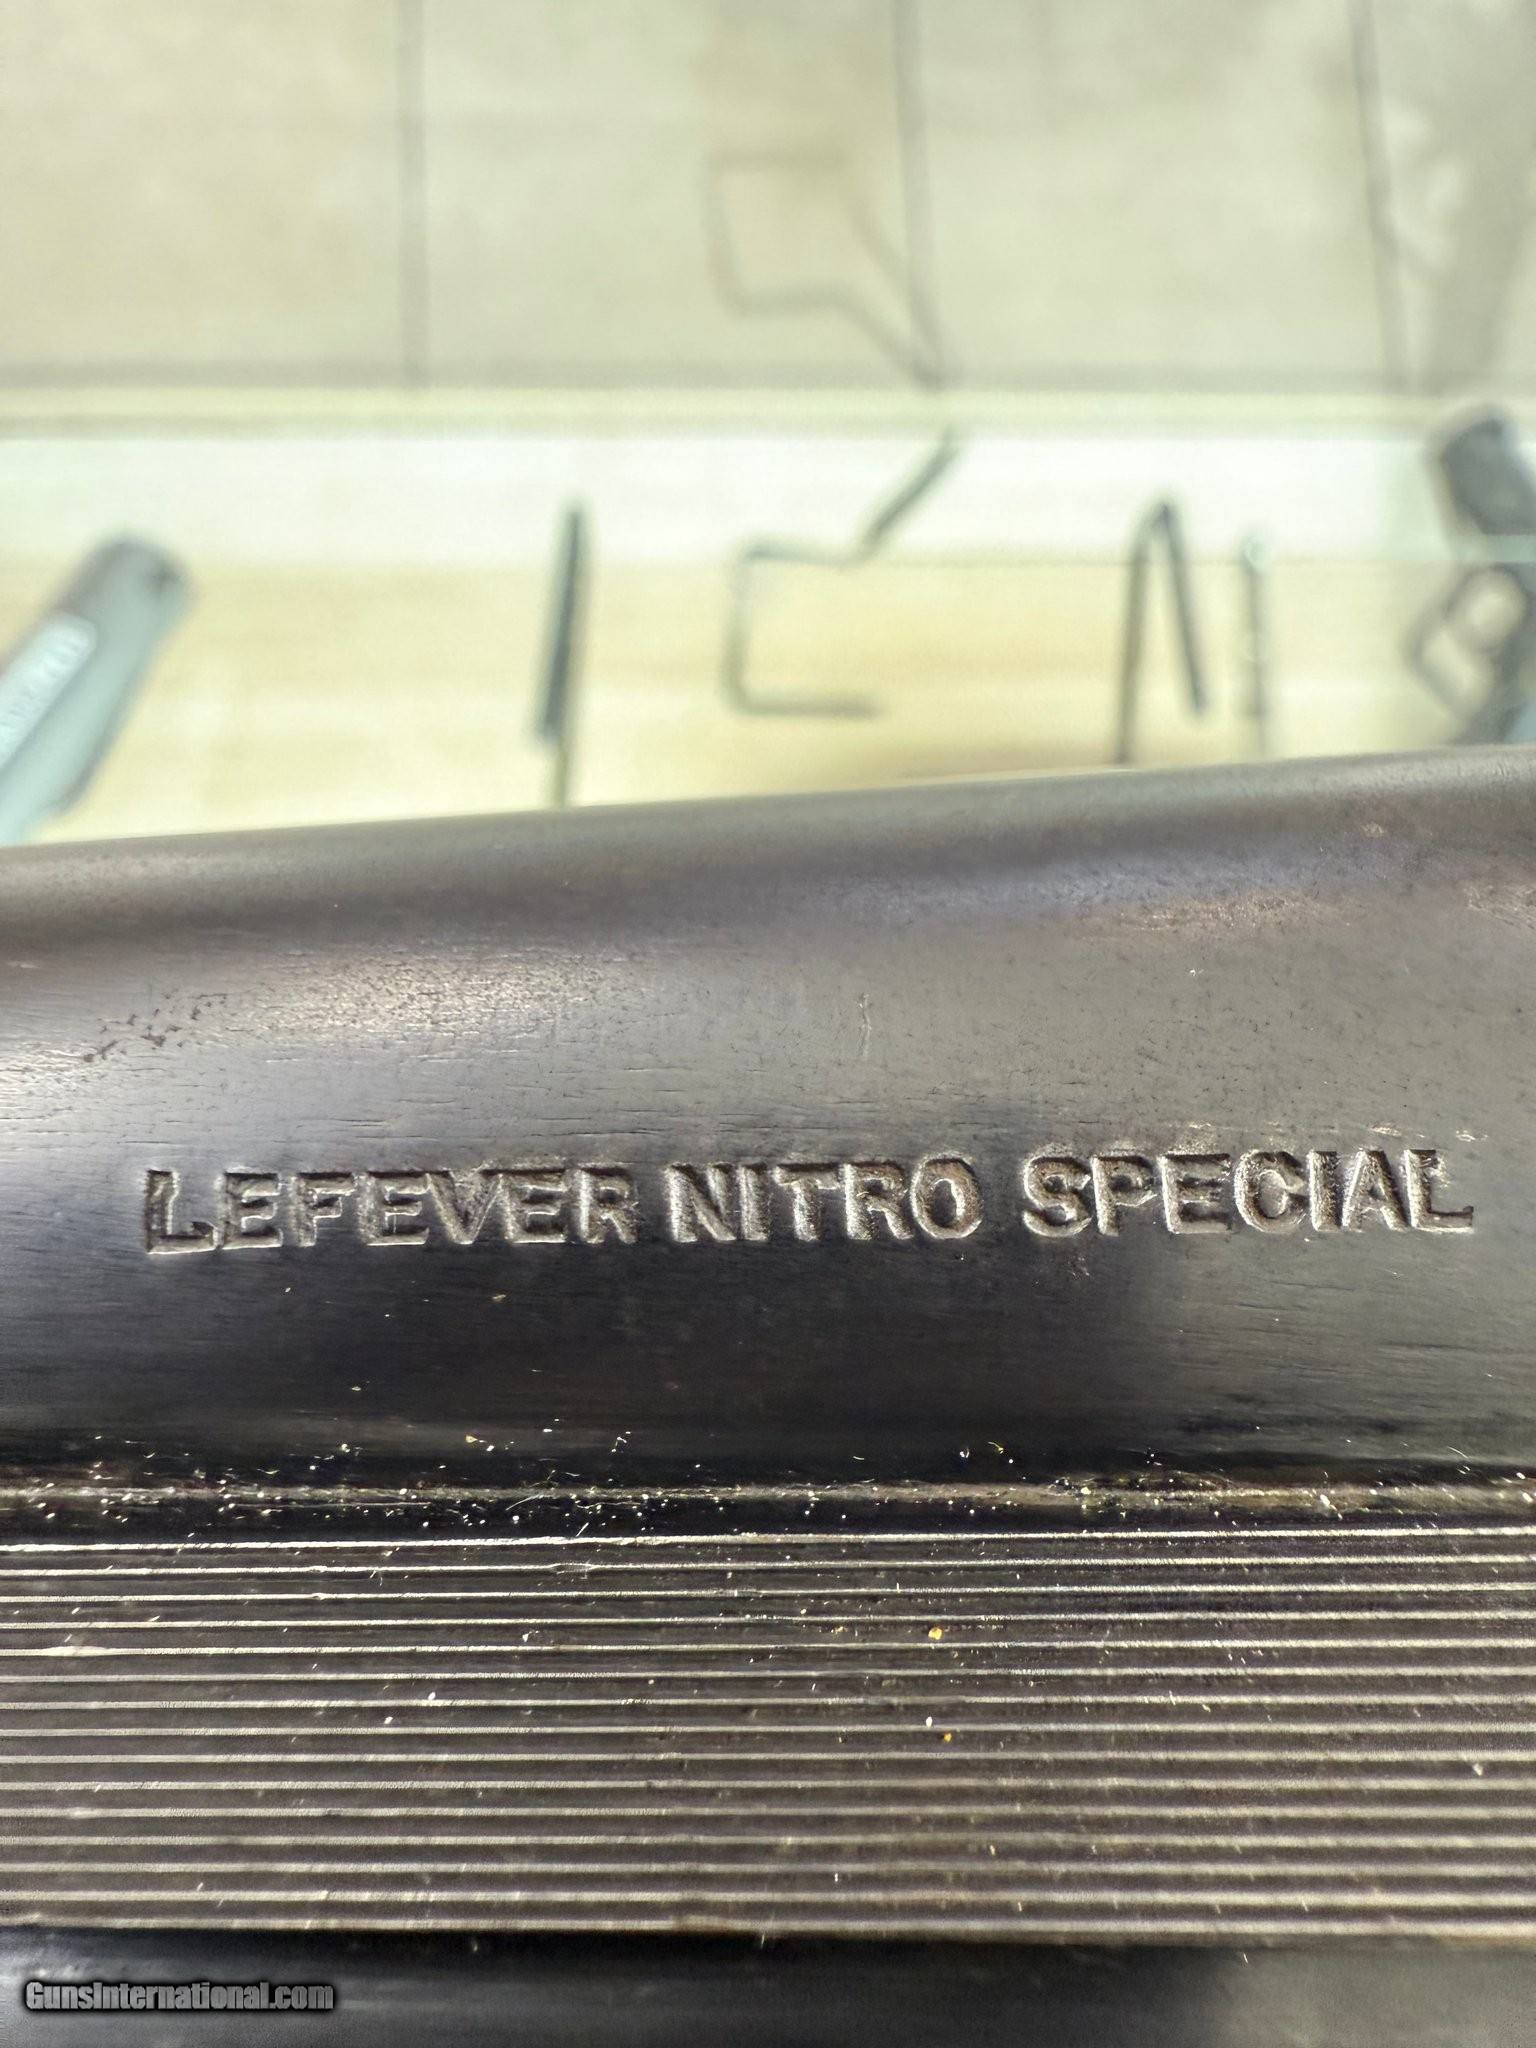 LEFEVER NITRO SPECIAL
GunsInternational.com